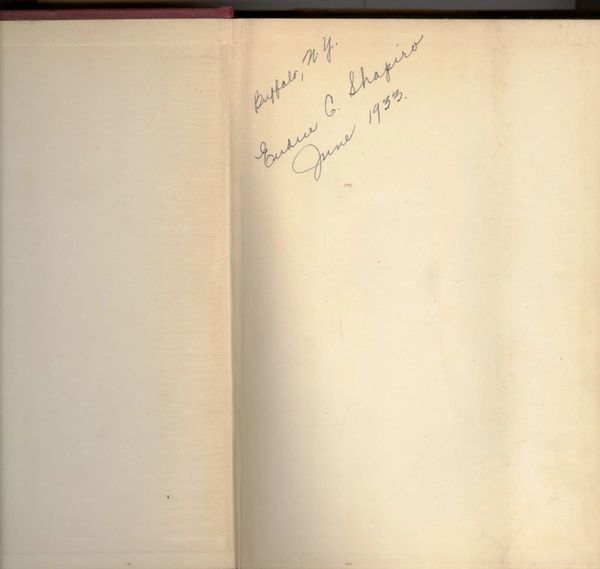 Buffalo, N.Y.
Eudice C. Shapiro
June 1933.